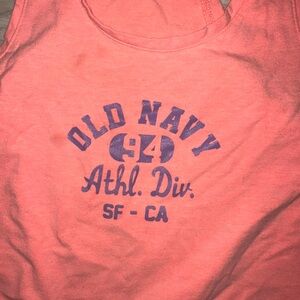 OLD NAVY
94
Athl. Div.
SF - CA